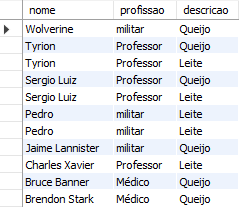 nome profissao descricao
Wolverine militar Queijo
Tyrion Professor Queijo
Tyrion Professor Leite
Sergio Luiz Professor Queijo
Sergio Luiz Professor Leite
Pedro militar Queijo
Pedro militar Leite
Jaime Lannister militar Queijo
Charles Xavier Professor Leite
Bruce Banner Médico Queijo
Brendon Stark Médico Queijo